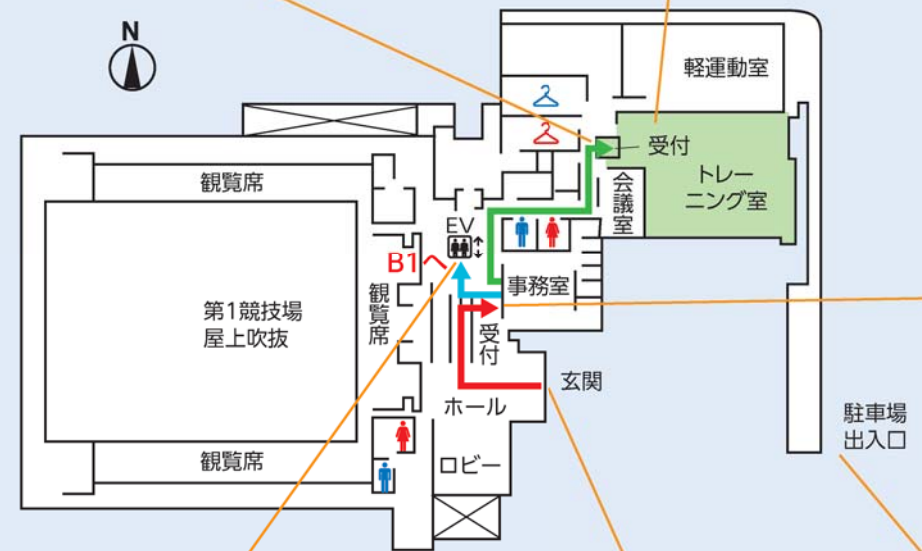 N
軽運動室
受付
トレー
ニング室
会議室
観覧席
EV
B1へ
事務室
第1競技場
屋上吹抜
観覧席
受付
玄関
ホール
駐車場
出入口
観覧席
ロビー